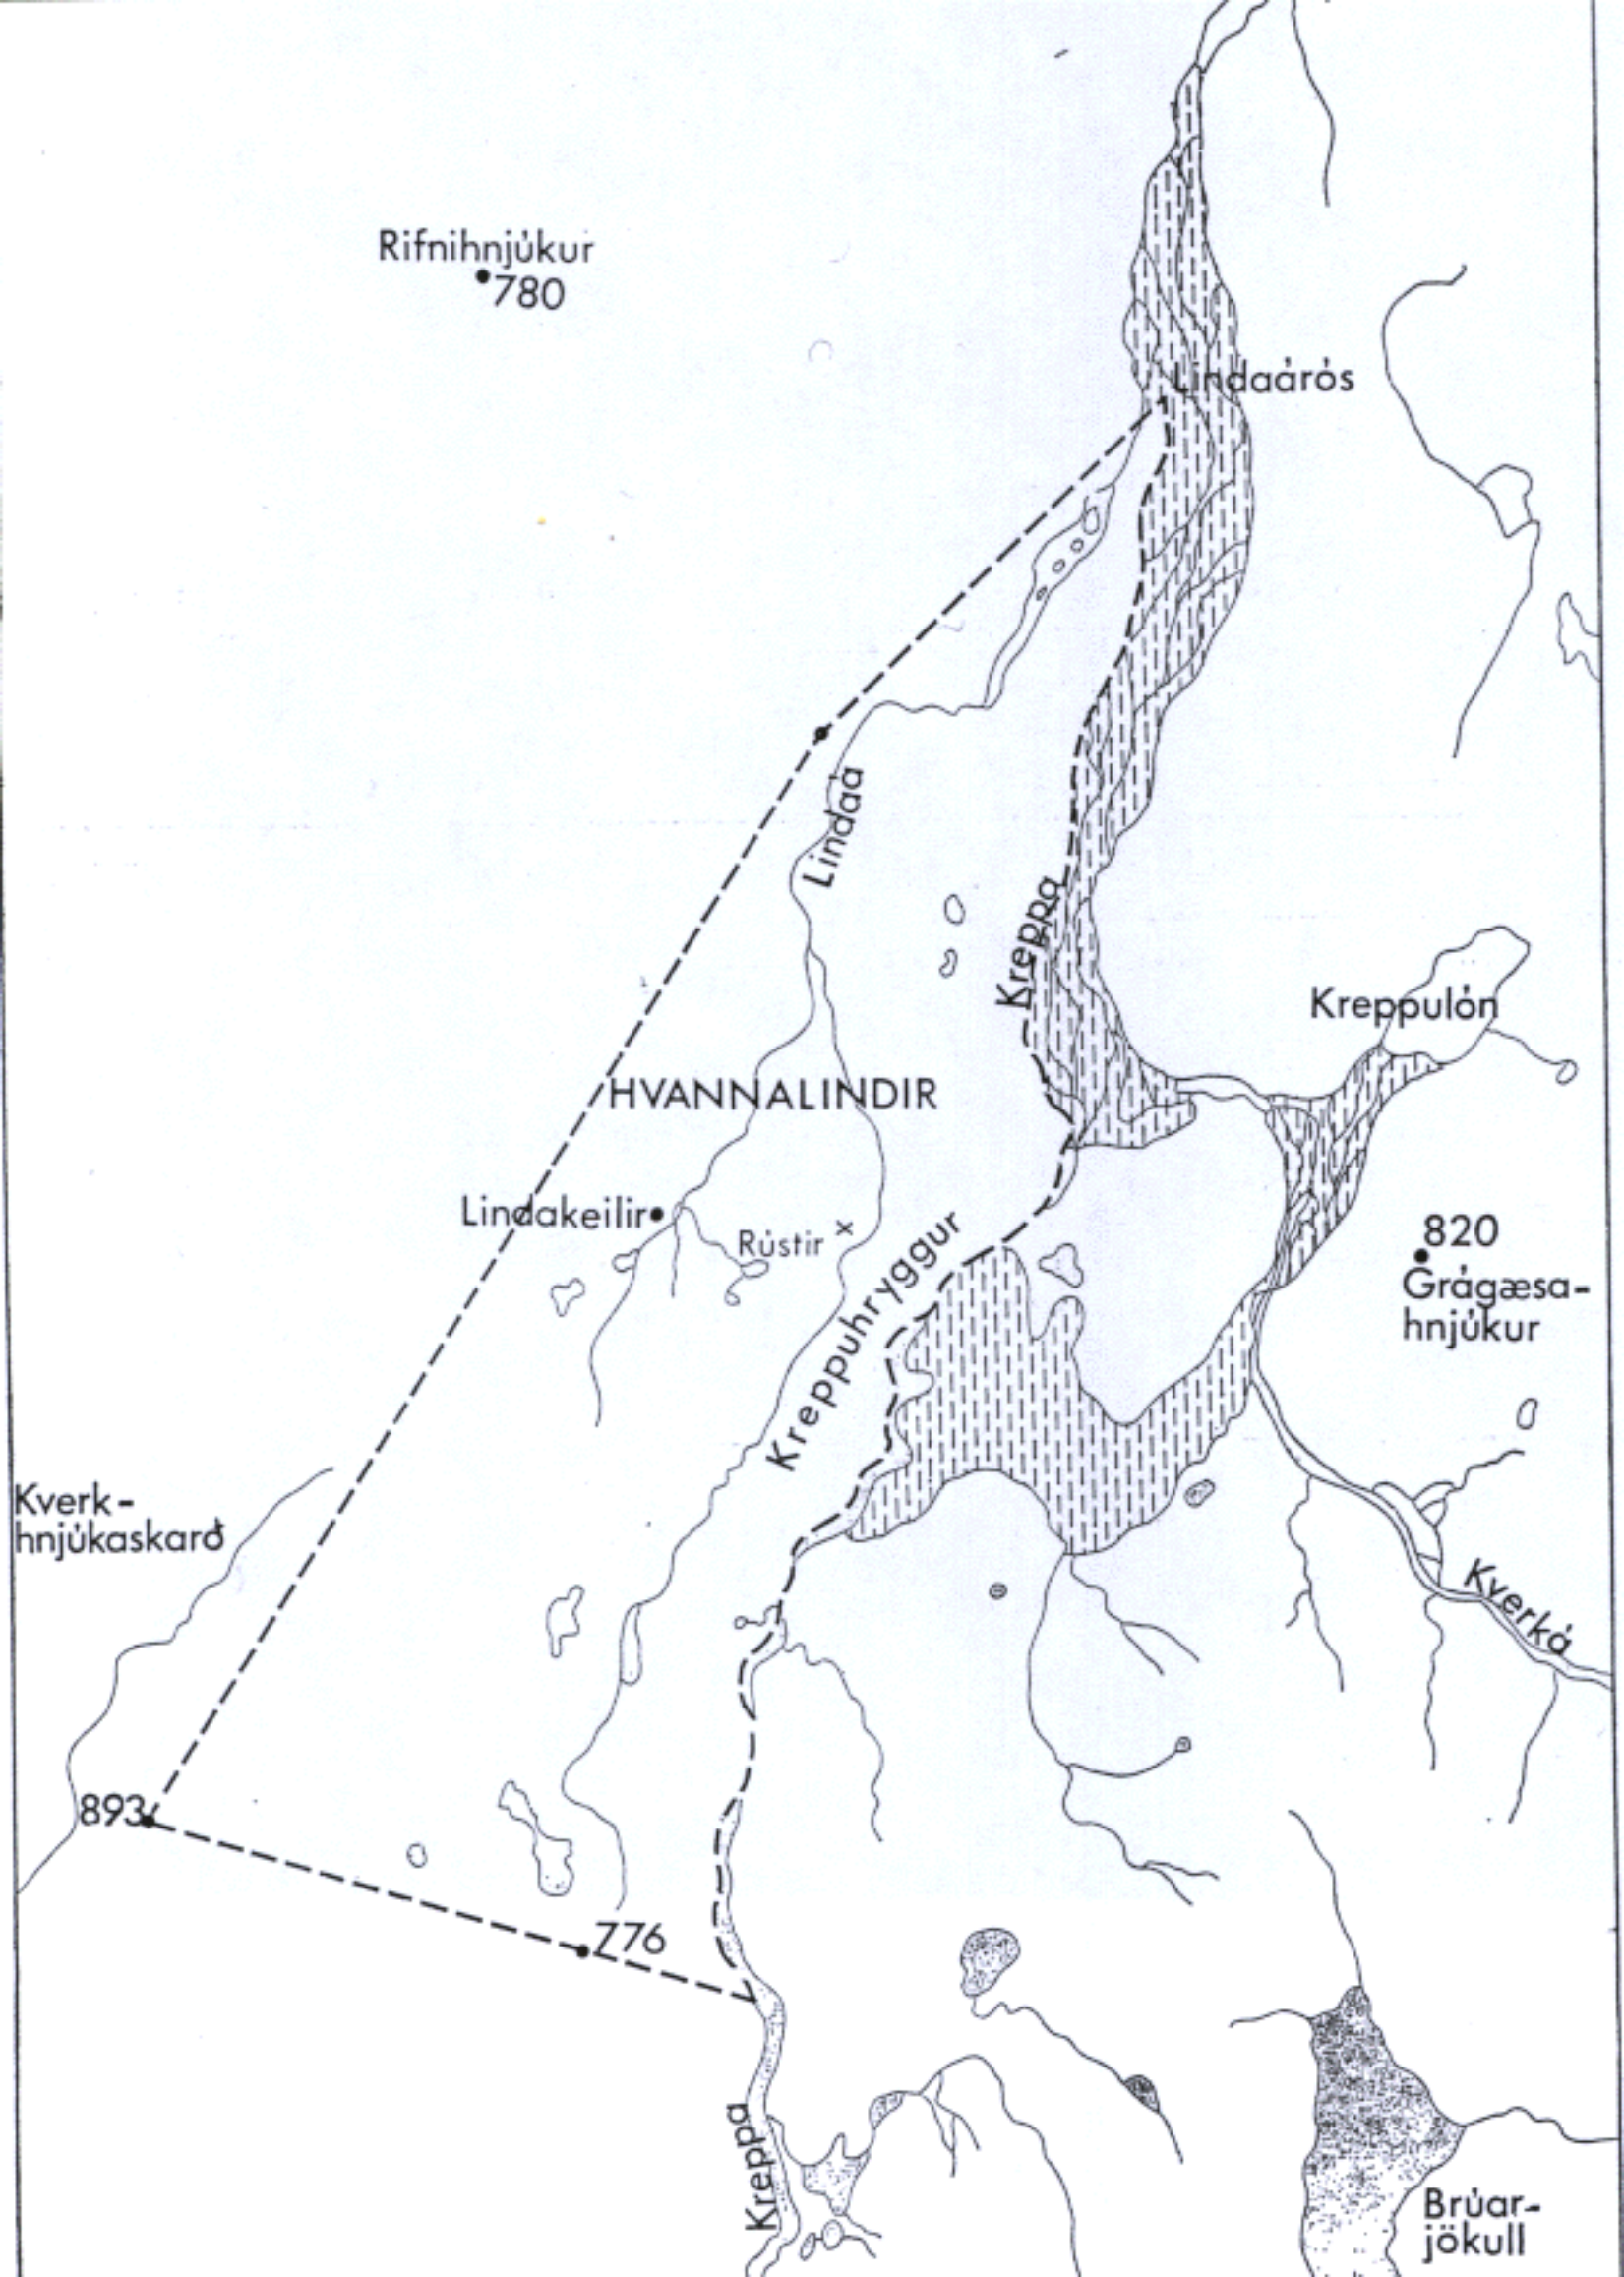 Rifnihnjúkur
780
Lindaárós
Lindaá
Kreppa
Kreppulón
HVANNALINDIR
Lindakeilir
Rústir x
Kreppuhryggur
820
Grágæsa-
hnjúkur
Kverk-
hnjúkaskarð
Kverká
893
776
Kreppa
Brúar-
jökull